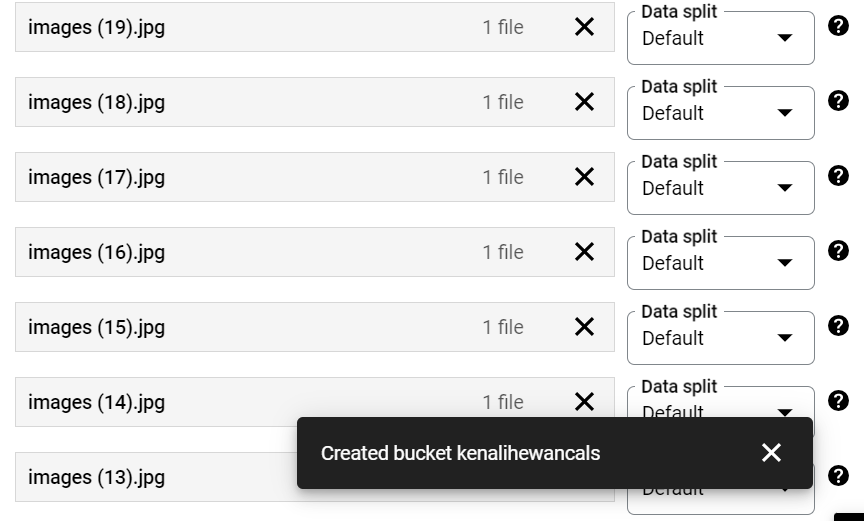 Data split
images (19).jpg 1 file Default
Data split
images (18).jpg 1 file Default
Data split
images (17).jpg 1 file Default
Data split
images (16).jpg 1 file Default
Data split
images (15).jpg 1 file Default
Data split
images (14).jpg 1 file Default
Created bucket kenalihewancals
images (13).jpg Default